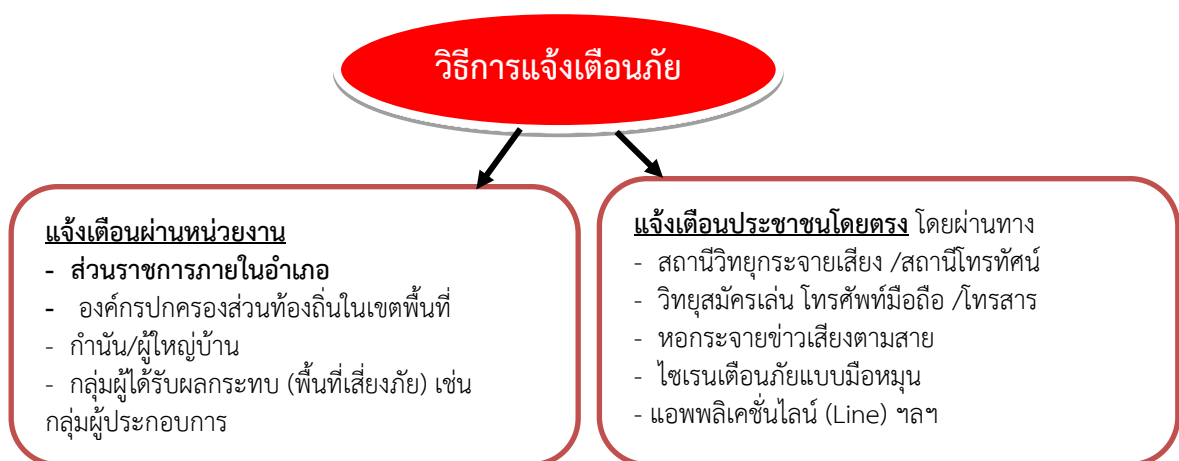 วิธีการแจ้งเตือนภัย
แจ้งเตือนผ่านหน่วยงาน
- ส่วนราชการภายในอำเภอ
- องค์กรปกครองส่วนท้องถิ่นในเขตพื้นที่
- กำนัน/ผู้ใหญ่บ้าน
- กลุ่มผู้ได้รับผลกระทบ (พื้นที่เสี่ยงภัย) เช่น
กลุ่มผู้ประกอบการ
แจ้งเตือนประชาชนโดยตรง โดยผ่านทาง
- สถานีวิทยุกระจายเสียง /สถานีโทรทัศน์
- วิทยุสมัครเล่น โทรศัพท์มือถือ /โทรสาร
- หอกระจายข่าวเสียงตามสาย
- ไซเรนเตือนภัยแบบมือหมุน
- แอพพลิเคชั่นไลน์ (Line) ฯลฯ